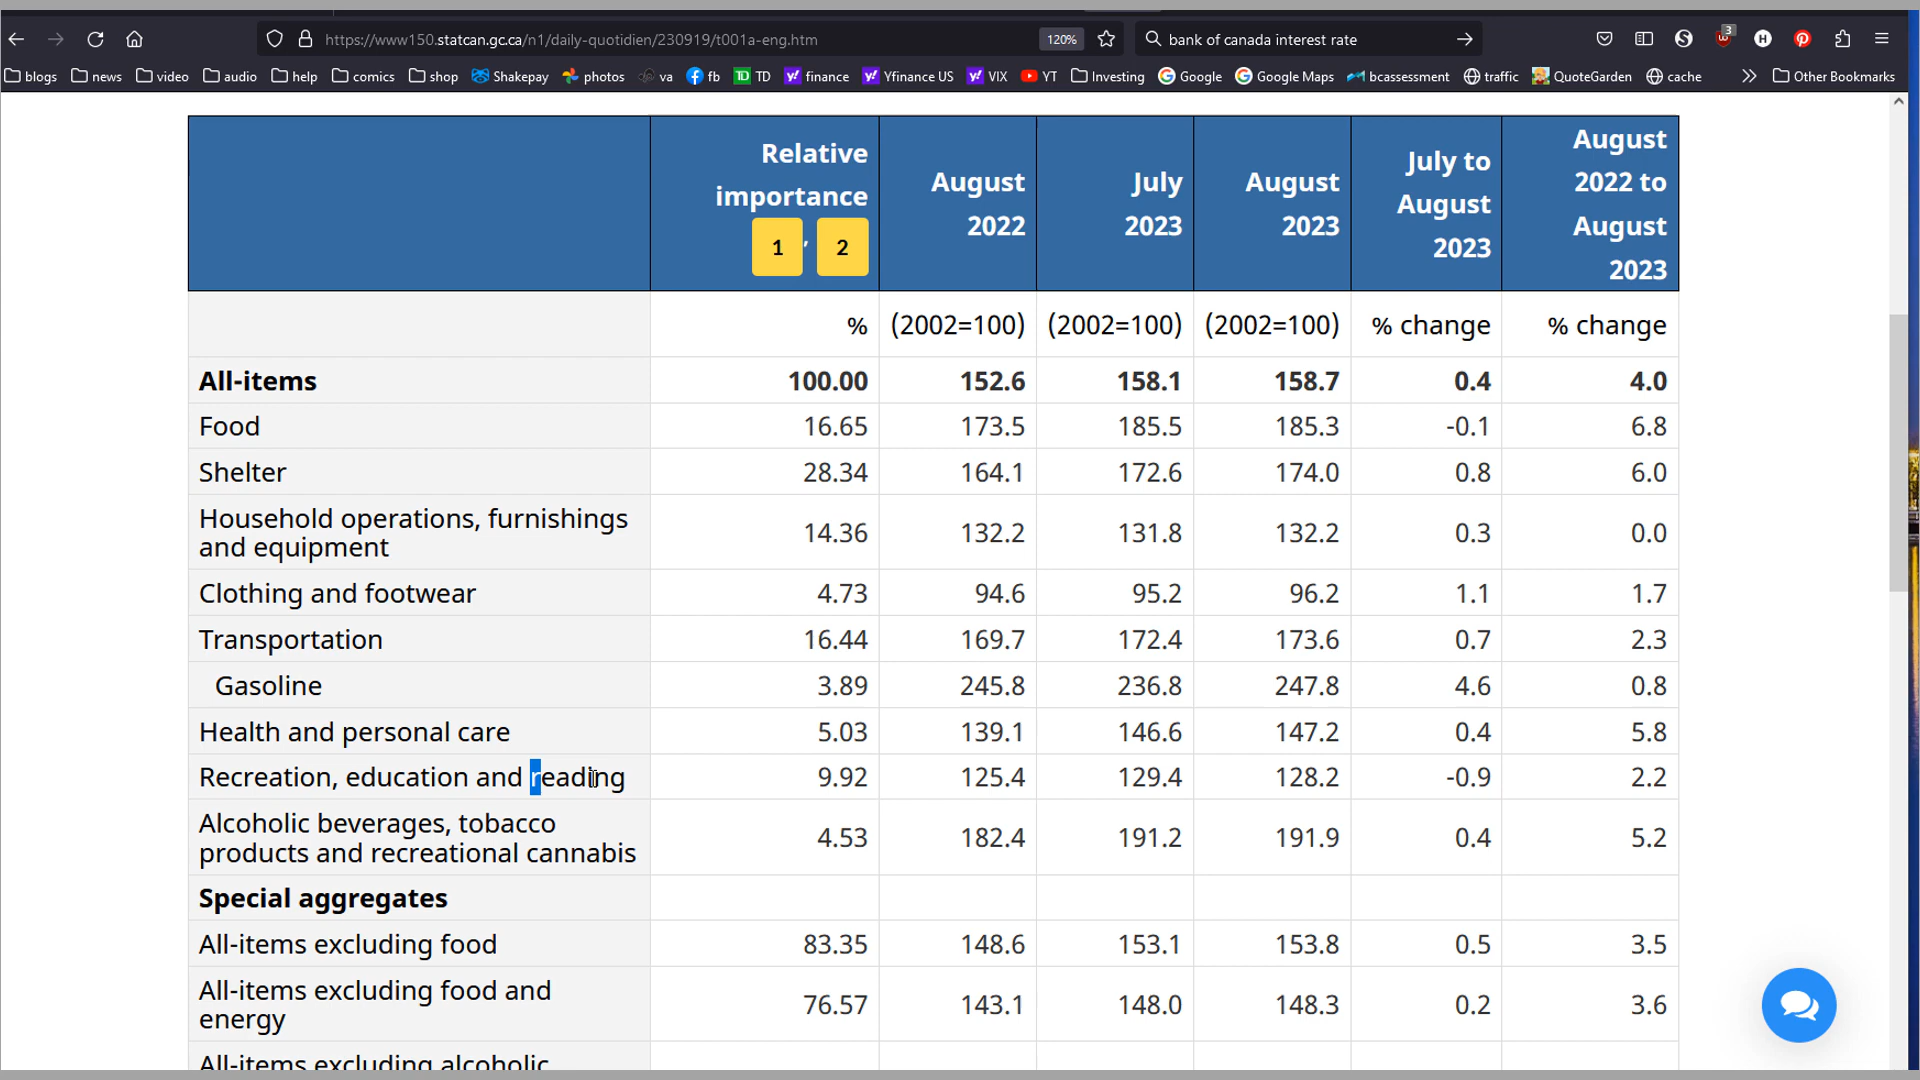 https://www150.statcan.gc.ca/n1/daily-quotidien/230919/t001a-eng.htm 120% bank of canada interest rate 3
blogs news video audio help comics shop Shakepay photos va fb TD TD finance Yfinance US VIX YT Investing Google Google Maps bcassessment traffic QuoteGarden cache Other Bookmarks
Relative importance 1, 2 August 2022 July 2023 August 2023 July to August 2023 August 2022 to August 2023
% (2002=100) (2002=100) (2002=100) % change % change
All-items 100.00 152.6 158.1 158.7 0.4 4.0
Food 16.65 173.5 185.5 185.3 -0.1 6.8
Shelter 28.34 164.1 172.6 174.0 0.8 6.0
Household operations, furnishings and equipment 14.36 132.2 131.8 132.2 0.3 0.0
Clothing and footwear 4.73 94.6 95.2 96.2 1.1 1.7
Transportation 16.44 169.7 172.4 173.6 0.7 2.3
Gasoline 3.89 245.8 236.8 247.8 4.6 0.8
Health and personal care 5.03 139.1 146.6 147.2 0.4 5.8
Recreation, education and reading 9.92 125.4 129.4 128.2 -0.9 2.2
Alcoholic beverages, tobacco products and recreational cannabis 4.53 182.4 191.2 191.9 0.4 5.2
Special aggregates
All-items excluding food 83.35 148.6 153.1 153.8 0.5 3.5
All-items excluding food and energy 76.57 143.1 148.0 148.3 0.2 3.6
All-items excluding alcoholic